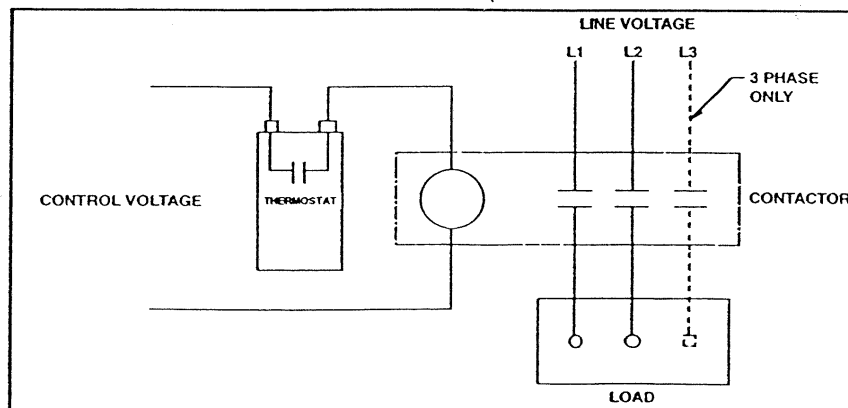 LINE VOLTAGE
L1 L2 L3
3 PHASE
ONLY
CONTROL VOLTAGE
THERMOSTAT
CONTACTOR
LOAD